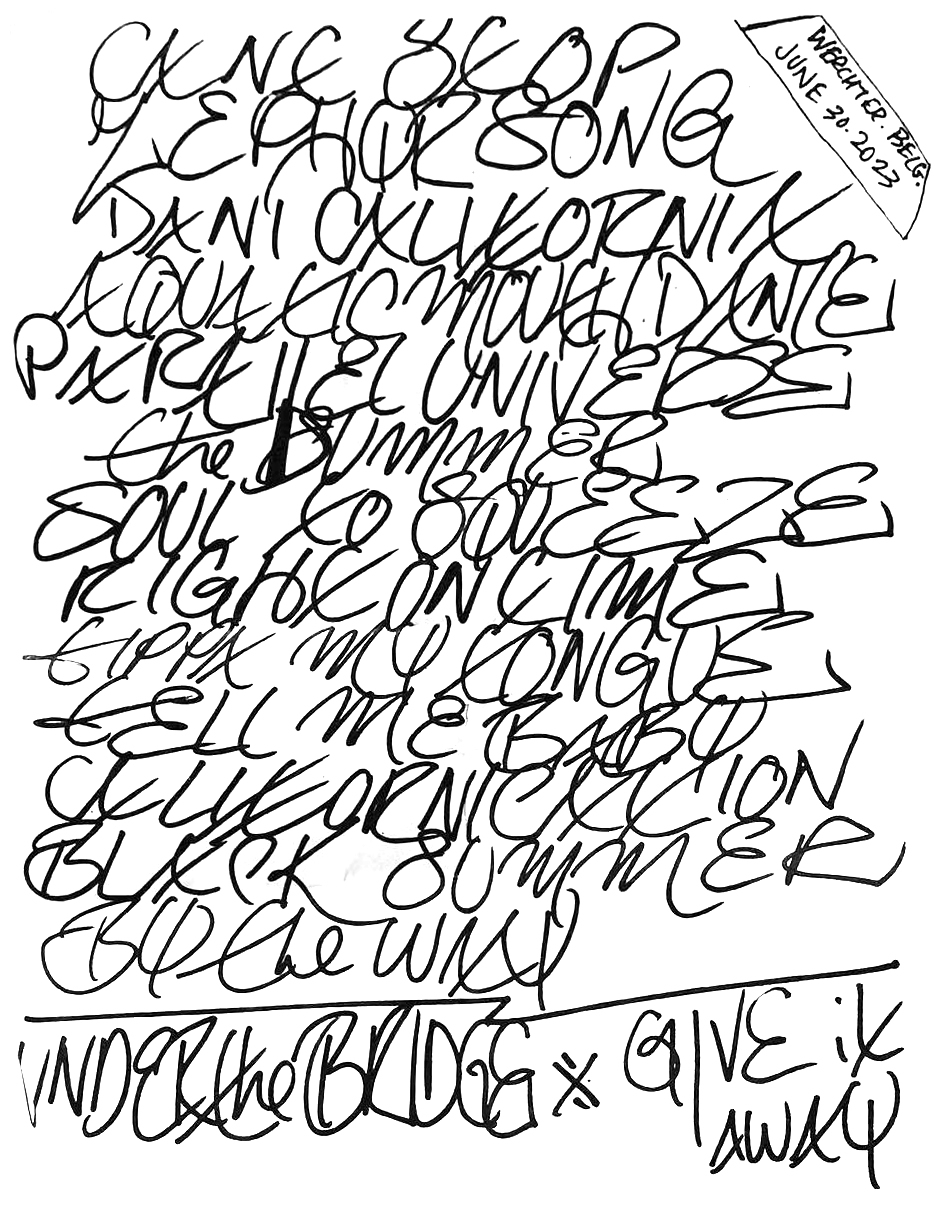 CAN'T STOP
ZEPHYR SONG
DANI CALIFORNIA
AQUATIC MOUTH DANCE
PARALLEL UNIVERSE
the SUMMER
SOUL TO SQUEEZE
RIGHT ON TIME
TIPPA MY TONGUE
TELL ME BABY
CALIFORNICATION
BLACK SUMMER
BY the WAY
UNDER the BRIDGE
GIVE it
AWAY
WERCHTER. BELG.
JUNE 30. 2023